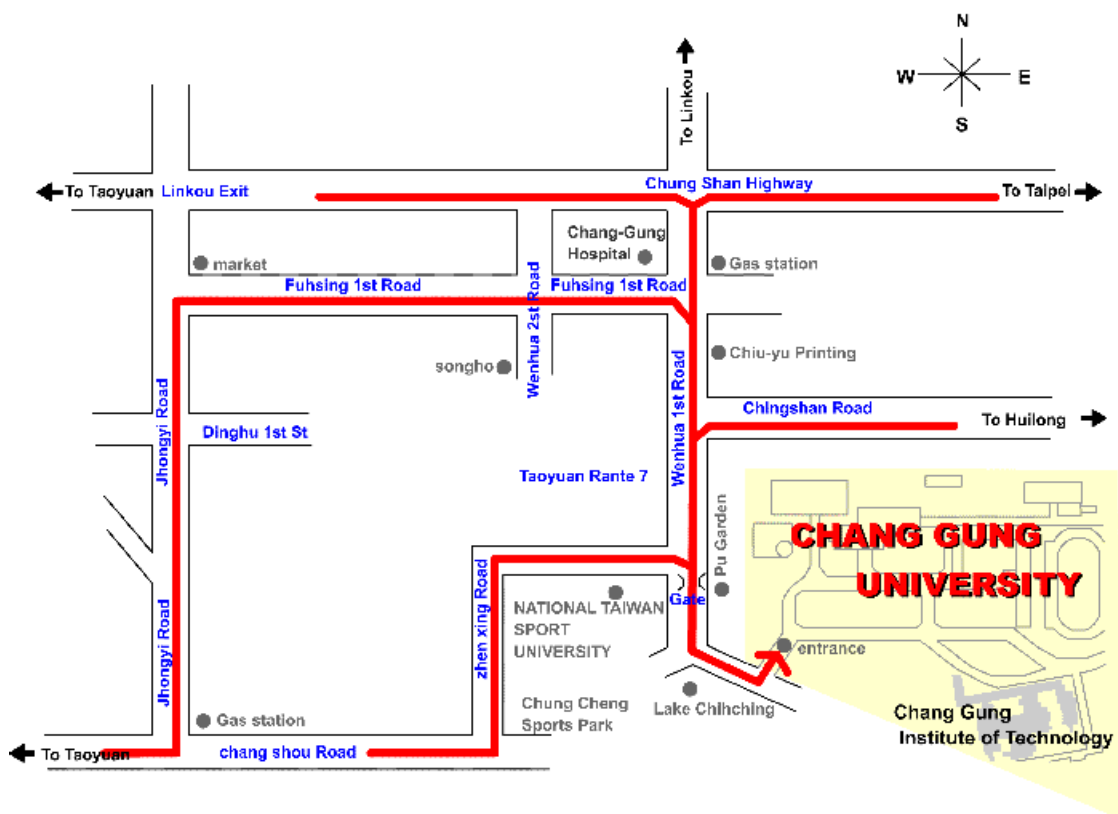 N
W E
S
To Linkou
To Taoyuan
Linkou Exit
Chung Shan Highway
To Taipel
Chang-Gung
Hospital
market
Gas station
Fuhsing 1st Road
Fuhsing 1st Road
Wenhua 2st Road
songho
Chiu-yu Printing
Wenhua 1st Road
Jhongyi Road
Chingshan Road
To Huilong
Dinghu 1st St
Taoyuan Rante 7
Pu Garden
CHANG GUNG
UNIVERSITY
Gate
NATIONAL TAIWAN
SPORT
UNIVERSITY
zhen xing Road
Jhongyi Road
entrance
Chung Cheng
Sports Park
Lake Chihching
Gas station
Chang Gung
Institute of Technology
To Taoyuan
chang shou Road